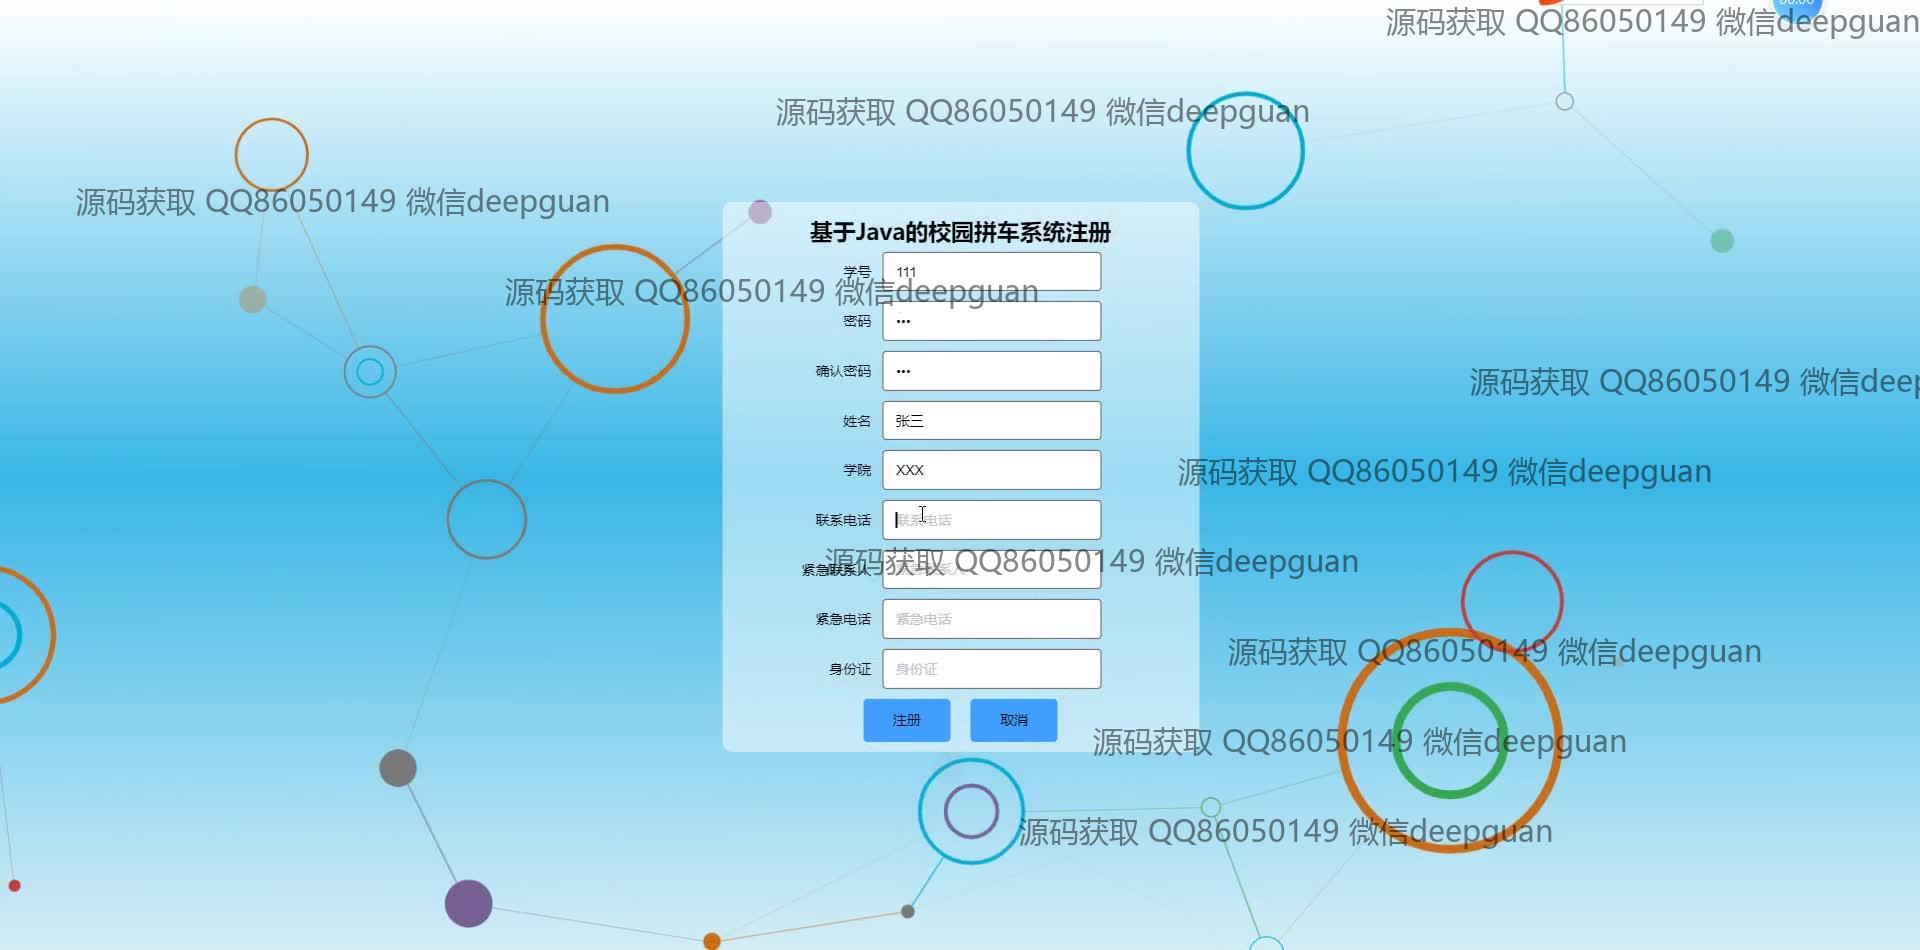 00:00
源码获取 QQ86050149 微信deepguan
源码获取 QQ86050149 微信deepguan
源码获取 QQ86050149 微信deepguan
基于Java的校园拼车系统注册
学号 111
源码获取 QQ86050149 微信deepguan
密码 •••
确认密码 •••
源码获取 QQ86050149 微信deep
姓名 张三
学院 XXX
源码获取 QQ86050149 微信deepguan
联系电话 联系电话
源码获取 QQ86050149 微信deepguan
紧急联系人 紧急联系人
紧急电话 紧急电话
源码获取 QQ86050149 微信deepguan
身份证 身份证
注册 取消
源码获取 QQ86050149 微信deepguan
源码获取 QQ86050149 微信deepguan